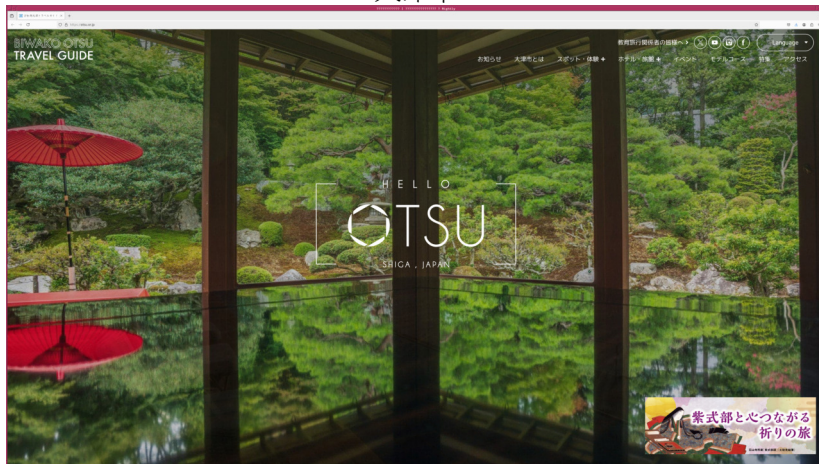 BIWAKO OTSU
TRAVEL GUIDE
教育旅行関係者の皆様へ
Language
お知らせ
大津市とは
スポット・体験 +
ホテル・旅館 +
イベント
モデルコース
特集
アクセス
HELLO
OTSU
SHIGA , JAPAN
紫式部と心つながる
祈りの旅